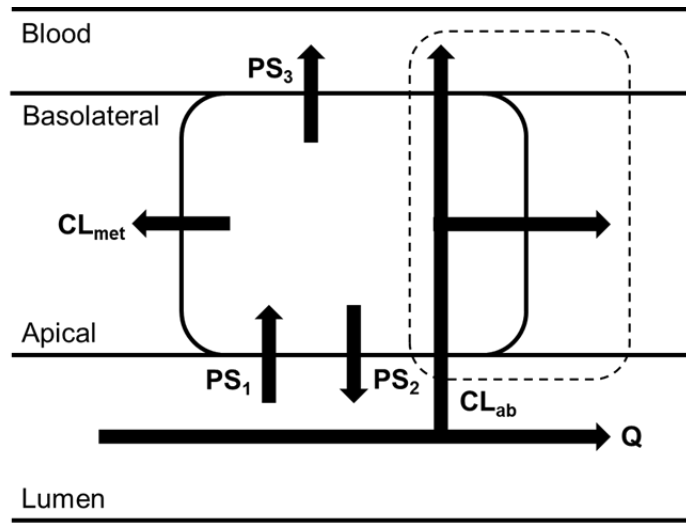 Blood
PS3
Basolateral
CLmet
Apical
PS1
PS2
CLab
Q
Lumen